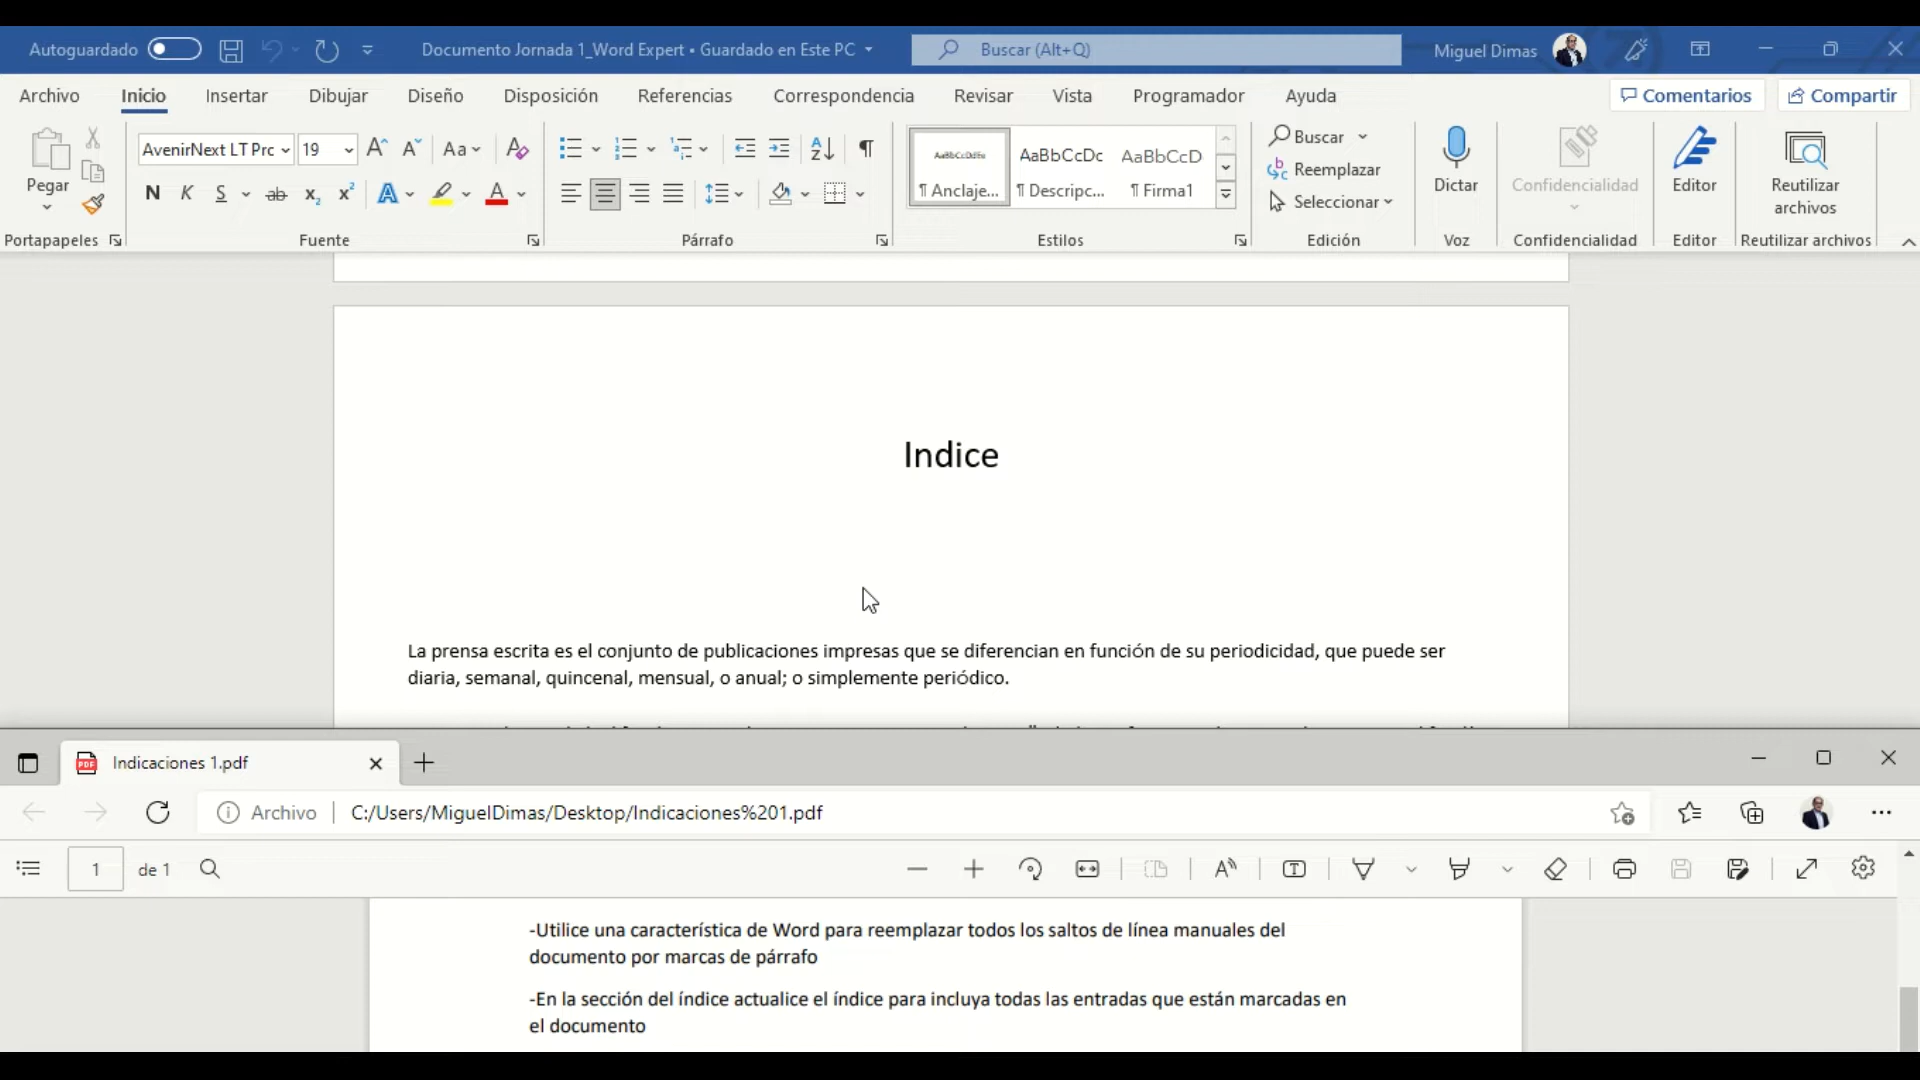 Autoguardado
Documento Jornada 1_Word Expert • Guardado en Este PC
Buscar (Alt+Q)
Miguel Dimas
Archivo Inicio Insertar Dibujar Diseño Disposición Referencias Correspondencia Revisar Vista Programador Ayuda
Comentarios Compartir
AvenirNext LT Prc 19 Aa
Pegar
N K S ab x₂ x² A A
AaBbCcDdEe AaBbCcDc AaBbCcD
¶ Anclaje... ¶ Descripc... ¶ Firma1
Buscar
Reemplazar
Seleccionar
Dictar
Confidencialidad
Editor
Reutilizar
archivos
Portapapeles Fuente Párrafo Estilos Edición Voz Confidencialidad Editor Reutilizar archivos
Indice
La prensa escrita es el conjunto de publicaciones impresas que se diferencian en función de su periodicidad, que puede ser
diaria, semanal, quincenal, mensual, o anual; o simplemente periódico.
PDF Indicaciones 1.pdf
Archivo C:/Users/MiguelDimas/Desktop/Indicaciones%201.pdf
1 de 1
-Utilice una característica de Word para reemplazar todos los saltos de línea manuales del
documento por marcas de párrafo
-En la sección del índice actualice el índice para incluya todas las entradas que están marcadas en
el documento